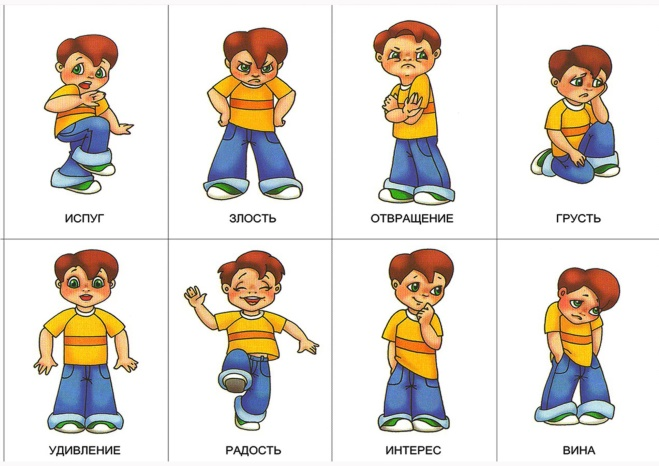 ИСПУГ
ЗЛОСТЬ
ОТВРАЩЕНИЕ
ГРУСТЬ
УДИВЛЕНИЕ
РАДОСТЬ
ИНТЕРЕС
ВИНА